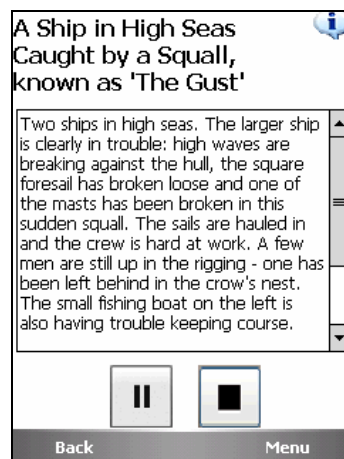 A Ship in High Seas
Caught by a Squall,
known as 'The Gust'
Two ships in high seas. The larger ship
is clearly in trouble: high waves are
breaking against the hull, the square
foresail has broken loose and one of
the masts has been broken in this
sudden squall. The sails are hauled in
and the crew is hard at work. A few
men are still up in the rigging - one has
been left behind in the crow's nest.
The small fishing boat on the left is
also having trouble keeping course.
Back Menu